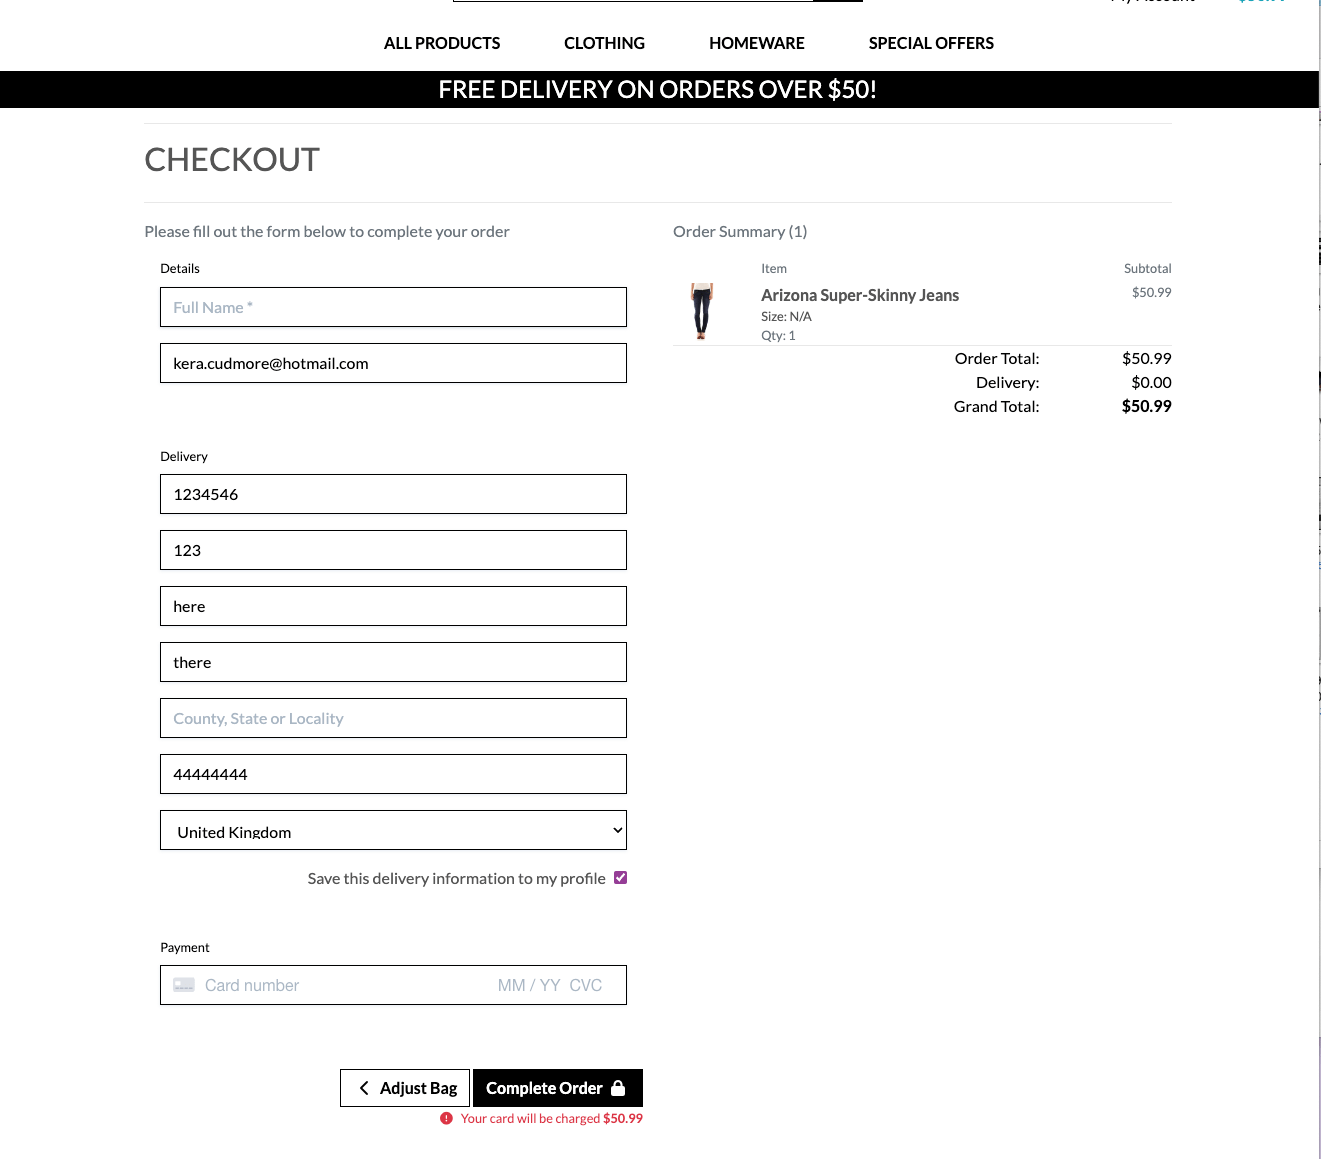 ALL PRODUCTS CLOTHING HOMEWARE SPECIAL OFFERS
FREE DELIVERY ON ORDERS OVER $50!
CHECKOUT
Please fill out the form below to complete your order
Details
Full Name *
kera.cudmore@hotmail.com
Delivery
1234546
123
here
there
County, State or Locality
44444444
United Kingdom
Save this delivery information to my profile
Payment
Card number MM / YY CVC
Adjust Bag Complete Order
Your card will be charged $50.99
Order Summary (1)
Item Subtotal
Arizona Super-Skinny Jeans $50.99
Size: N/A
Qty: 1
Order Total: $50.99
Delivery: $0.00
Grand Total: $50.99